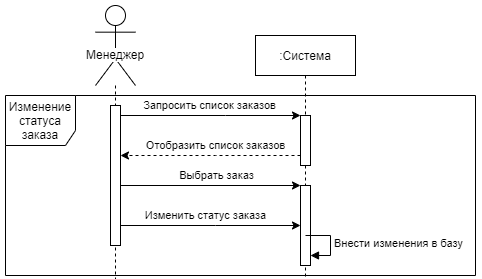 Менеджер
:Система
Изменение
статуса
заказа
Запросить список заказов
Отобразить список заказов
Выбрать заказ
Изменить статус заказа
Внести изменения в базу